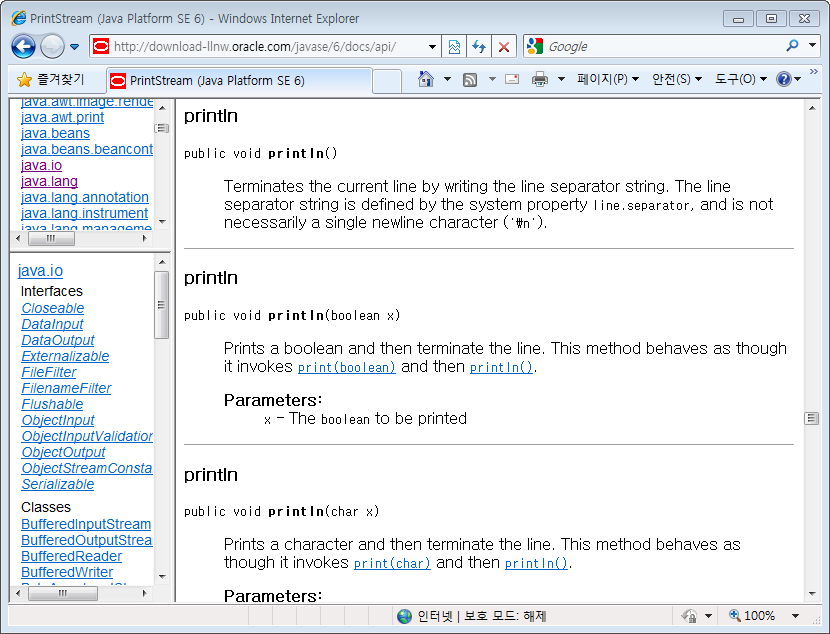 PrintStream (Java Platform SE 6) - Windows Internet Explorer
http://download-llnw.oracle.com/javase/6/docs/api/
Google
즐겨찾기
PrintStream (Java Platform SE 6)
페이지(P)
안전(S)
도구(O)
java.awt.image.rende
java.awt.print
java.beans
java.beans.beancont
java.io
java.lang
java.lang.annotation
java.lang.instrument
java.lang.manageme
java.io
Interfaces
Closeable
DataInput
DataOutput
Externalizable
FileFilter
FilenameFilter
Flushable
ObjectInput
ObjectInputValidation
ObjectOutput
ObjectStreamConsta
Serializable
Classes
BufferedInputStream
BufferedOutputStrea
BufferedReader
BufferedWriter
println
public void println()
Terminates the current line by writing the line separator string. The line
separator string is defined by the system property line.separator, and is not
necessarily a single newline character ('₩n').
println
public void println(boolean x)
Prints a boolean and then terminate the line. This method behaves as though
it invokes print(boolean) and then println().
Parameters:
x - The boolean to be printed
println
public void println(char x)
Prints a character and then terminate the line. This method behaves as
though it invokes print(char) and then println().
Parameters:
인터넷 | 보호 모드: 해제
100%